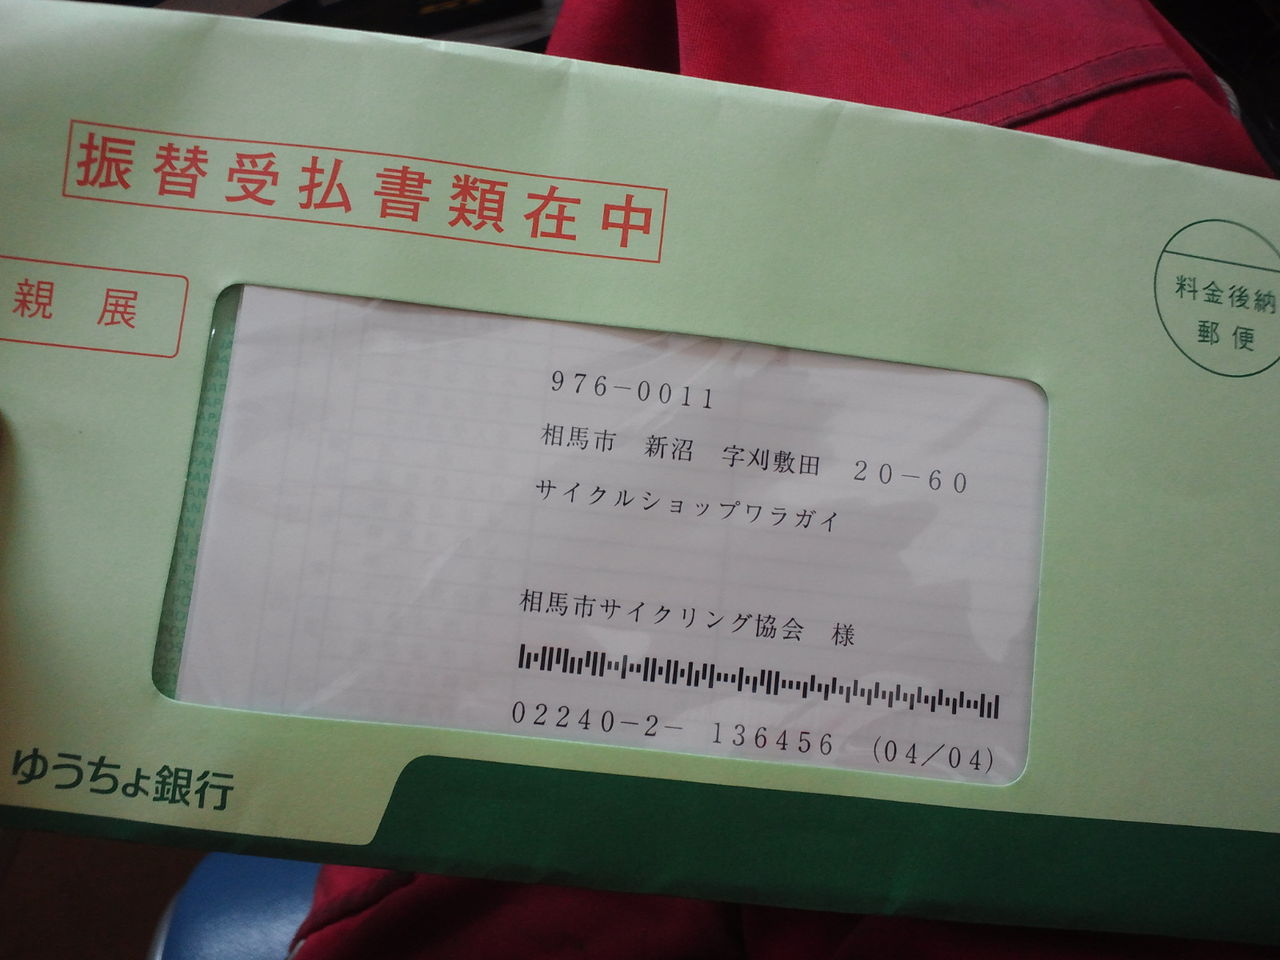 振替受払書類在中
親展
料金後納
郵便
976-0011
相馬市　新沼　字刈敷田　20-60
サイクルショップワラガイ
相馬市サイクリング協会　様
02240-2-　136456　(04/04)
ゆうちょ銀行